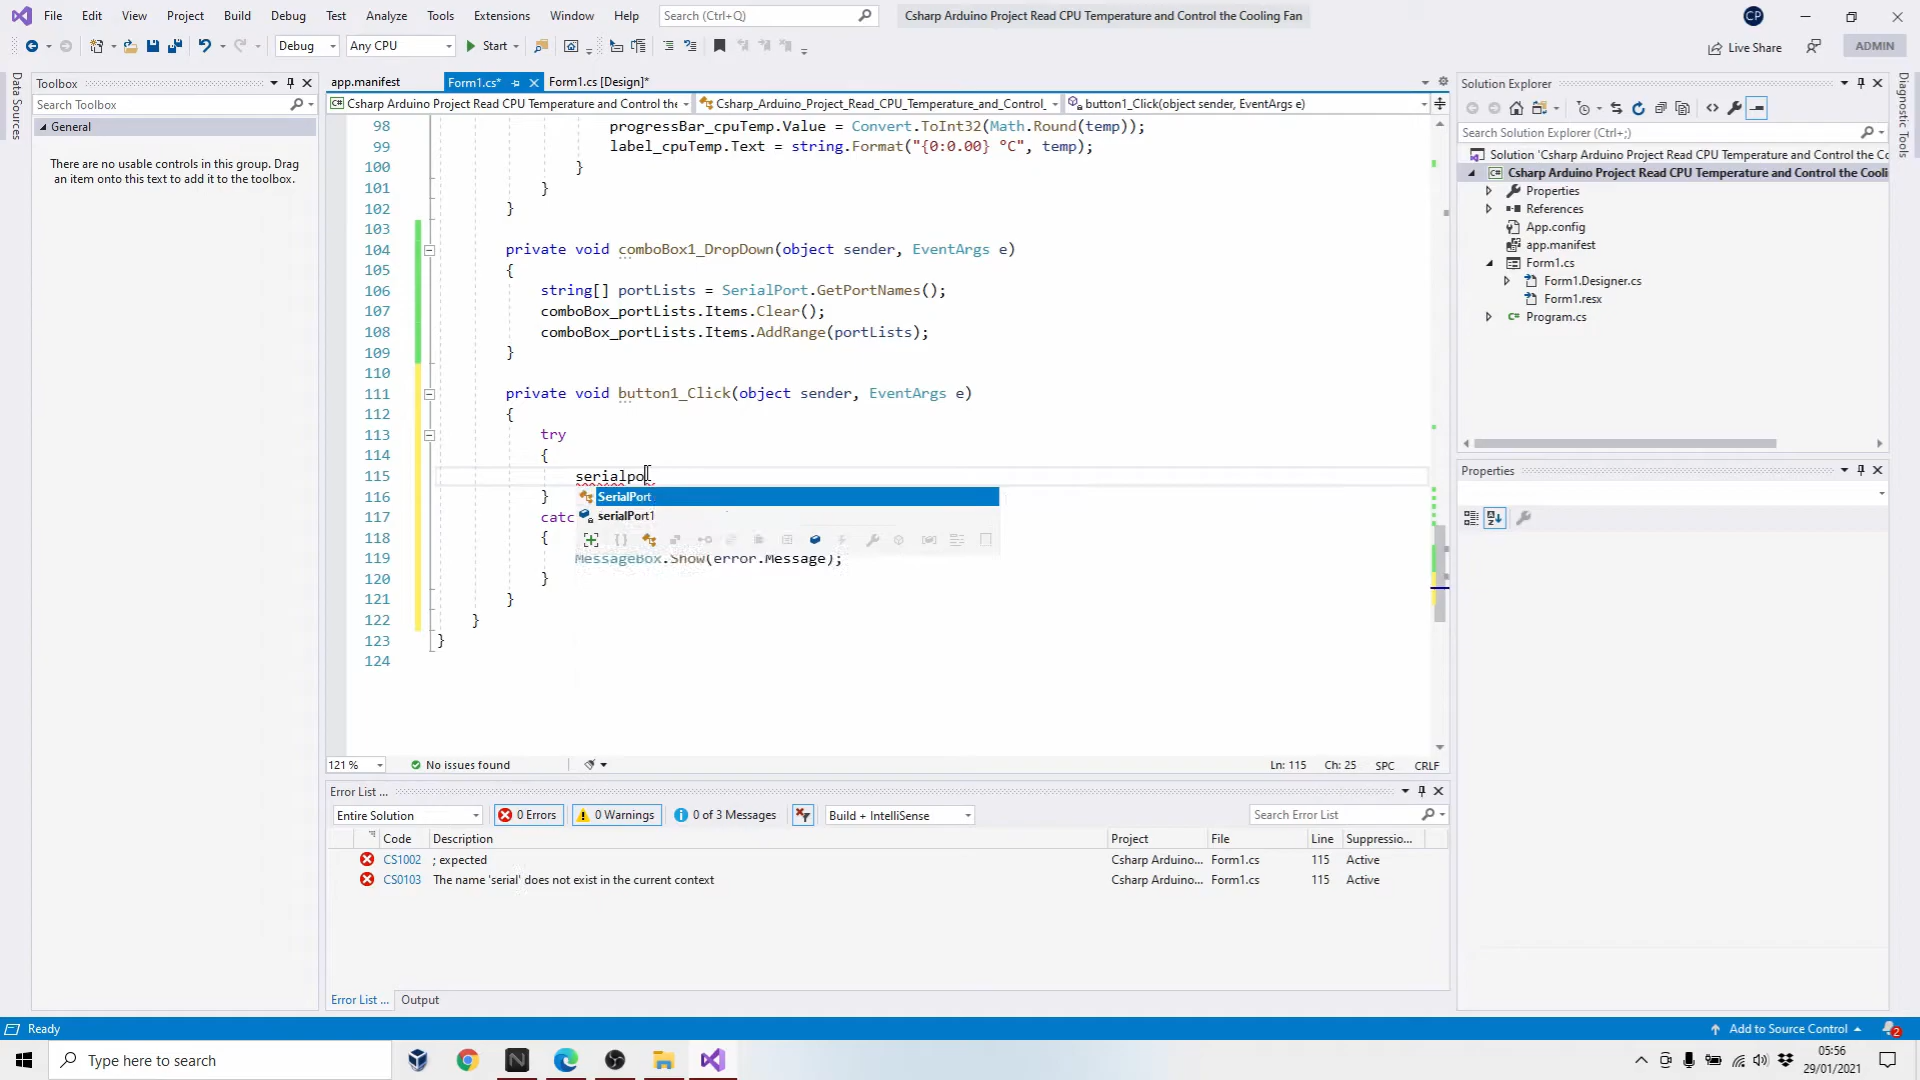 File Edit View Project Build Debug Test Analyze Tools Extensions Window Help Search (Ctrl+Q) Csharp Arduino Project Read CPU Temperature and Control the Cooling Fan CP
Debug Any CPU Start Live Share ADMIN
Data Sources
Toolbox
Search Toolbox
General
There are no usable controls in this group. Drag
an item onto this text to add it to the toolbox.
app.manifest Form1.cs* Form1.cs [Design]*
Csharp Arduino Project Read CPU Temperature and Control the Csharp_Arduino_Project_Read_CPU_Temperature_and_Control_ button1_Click(object sender, EventArgs e)
98 progressBar_cpuTemp.Value = Convert.ToInt32(Math.Round(temp));
99 label_cpuTemp.Text = string.Format("{0:0.00} °C", temp);
100 }
101 }
102 }
103
104 private void comboBox1_DropDown(object sender, EventArgs e)
105 {
106 string[] portLists = SerialPort.GetPortNames();
107 comboBox_portLists.Items.Clear();
108 comboBox_portLists.Items.AddRange(portLists);
109 }
110
111 private void button1_Click(object sender, EventArgs e)
112 {
113 try
114 {
115 serialpo
SerialPort
116 }
serialPort1
117 catc
118 {
119 MessageBox.Show(error.Message);
120 }
121 }
122 }
123 }
124
121 % No issues found Ln: 115 Ch: 25 SPC CRLF
Error List ...
Entire Solution 0 Errors 0 Warnings 0 of 3 Messages Build + IntelliSense Search Error List
Code Description Project File Line Suppressio...
CS1002 ; expected Csharp Arduino... Form1.cs 115 Active
CS0103 The name 'serial' does not exist in the current context Csharp Arduino... Form1.cs 115 Active
Error List ... Output
Solution Explorer
Search Solution Explorer (Ctrl+;)
Solution 'Csharp Arduino Project Read CPU Temperature and Control the Co
Csharp Arduino Project Read CPU Temperature and Control the Cooli
Properties
References
App.config
app.manifest
Form1.cs
Form1.Designer.cs
Form1.resx
Program.cs
Properties
Diagnostic Tools
Ready Add to Source Control 2
Type here to search
05:56
29/01/2021